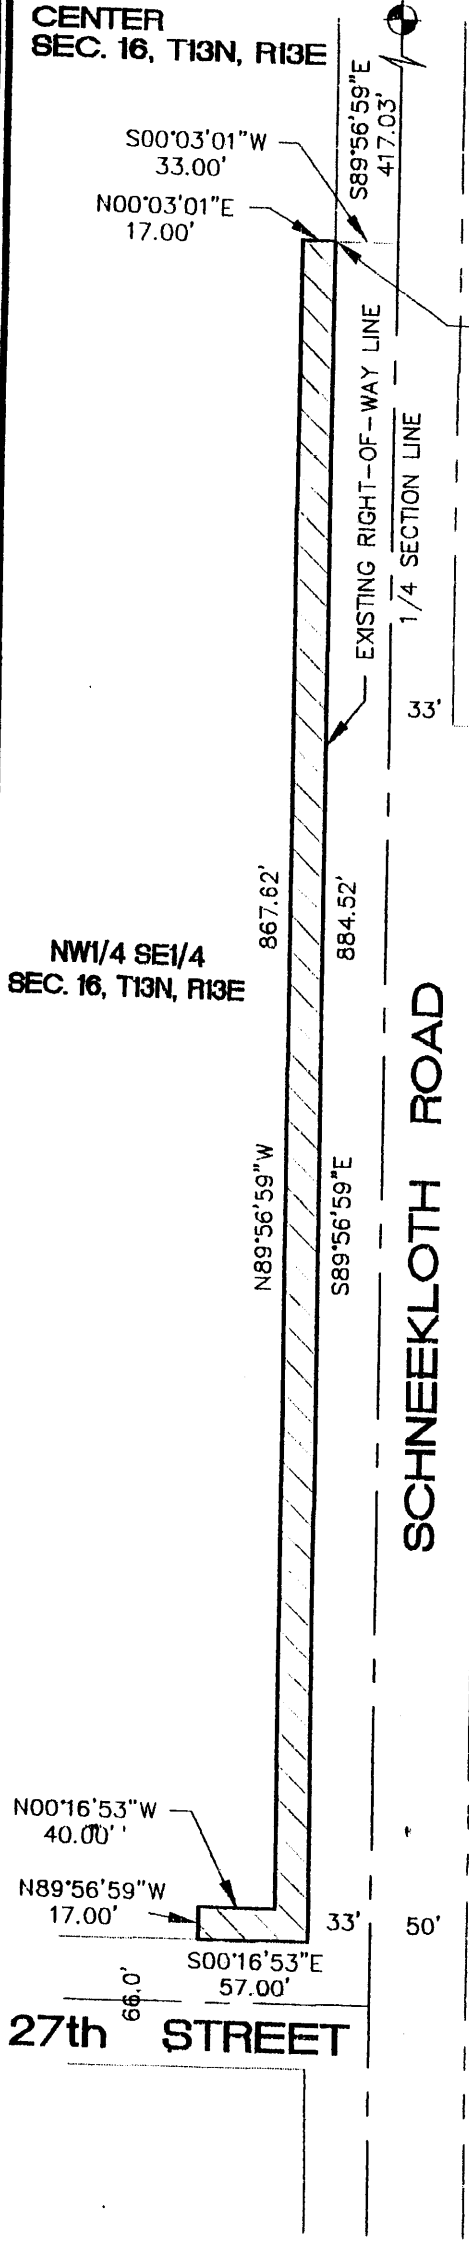 CENTER
SEC. 16, T13N, R13E
S00°03'01"W
33.00'
N00°03'01"E
17.00'
S89°56'59"E
417.03'
EXISTING RIGHT-OF-WAY LINE
1/4 SECTION LINE
33'
867.62'
884.52'
NW1/4 SE1/4
SEC. 16, T13N, R13E
N89°56'59"W
S89°56'59"E
SCHNEEKLOTH ROAD
N00°16'53"W
40.00'
N89°56'59"W
17.00'
33'
50'
S00°16'53"E
57.00'
66.0'
27th STREET